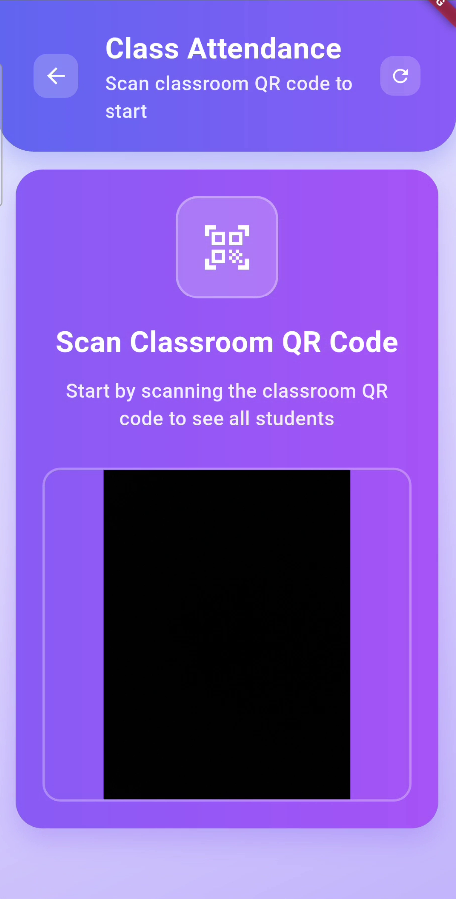 Class Attendance
Scan classroom QR code to
start
Scan Classroom QR Code
Start by scanning the classroom QR
code to see all students